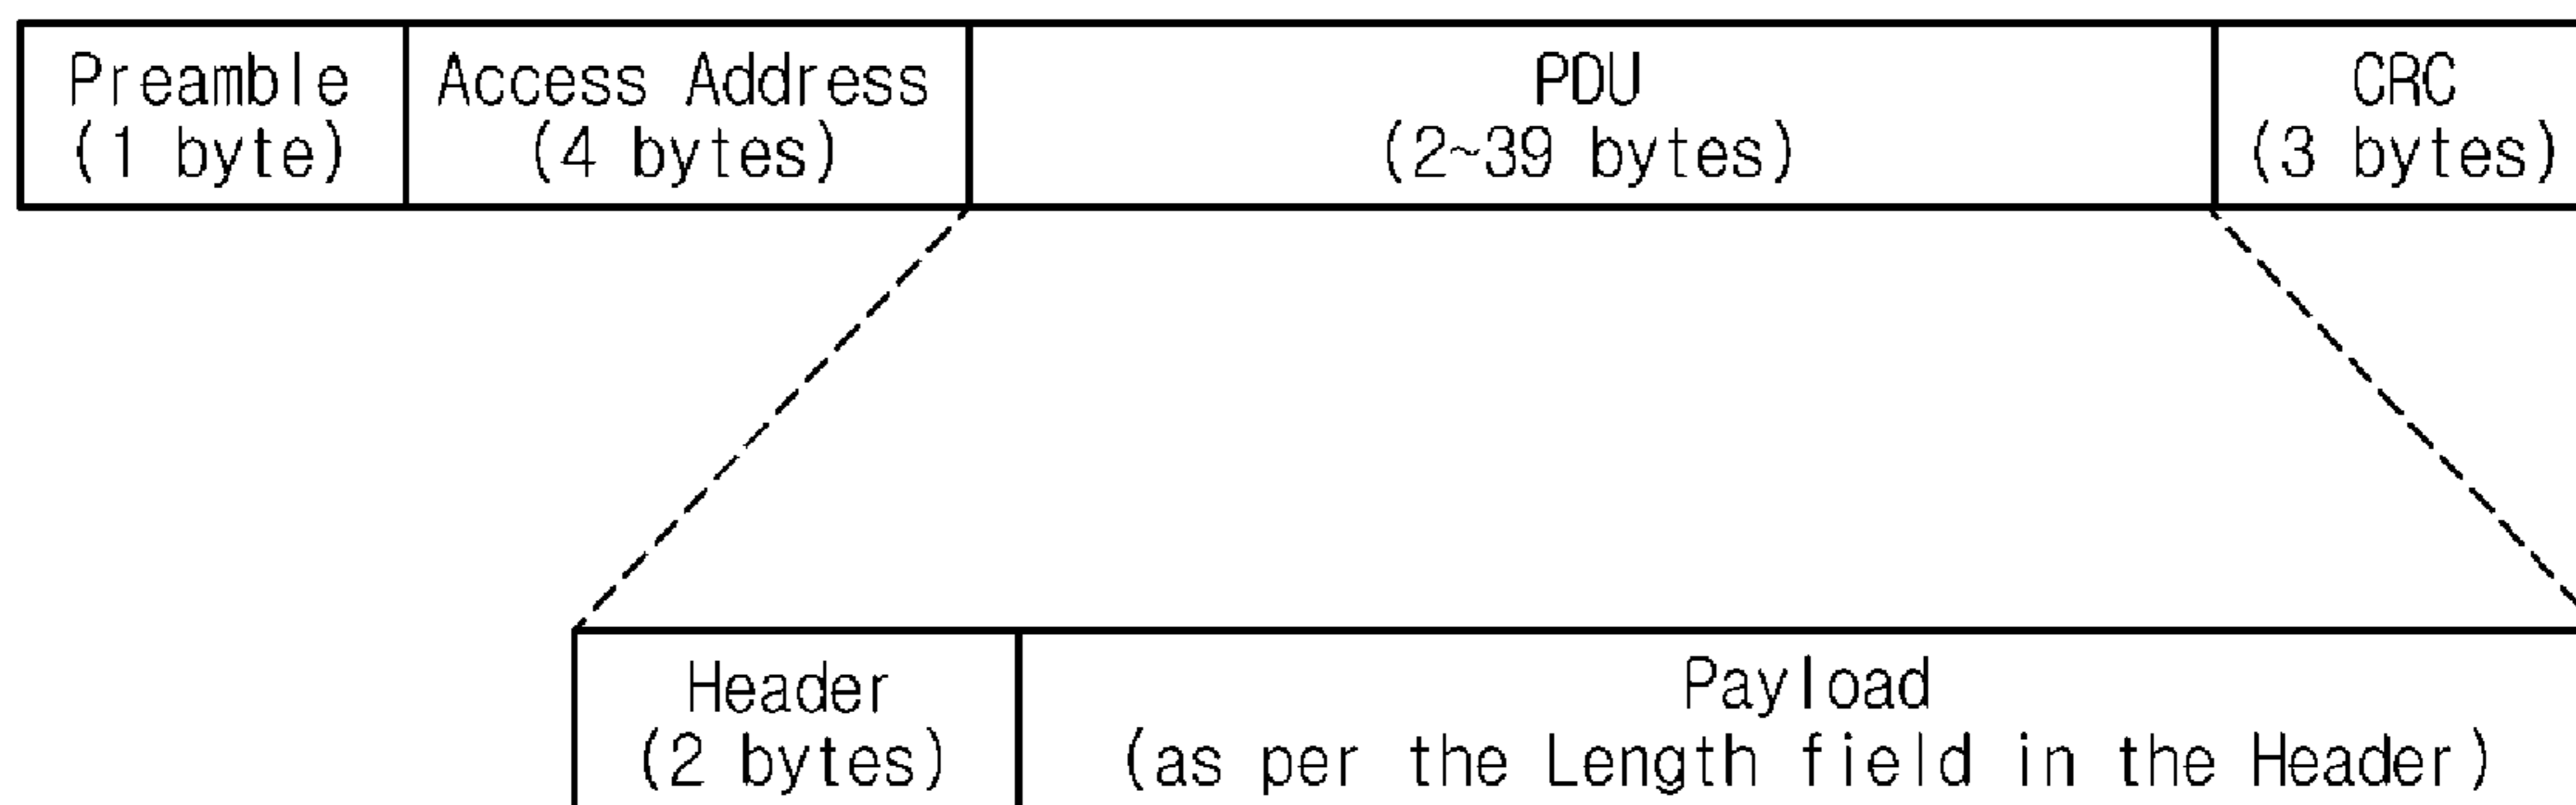 Preamble
(1 byte)
Access Address
(4 bytes)
PDU
(2~39 bytes)
CRC
(3 bytes)
Header
(2 bytes)
Payload
(as per the Length field in the Header)